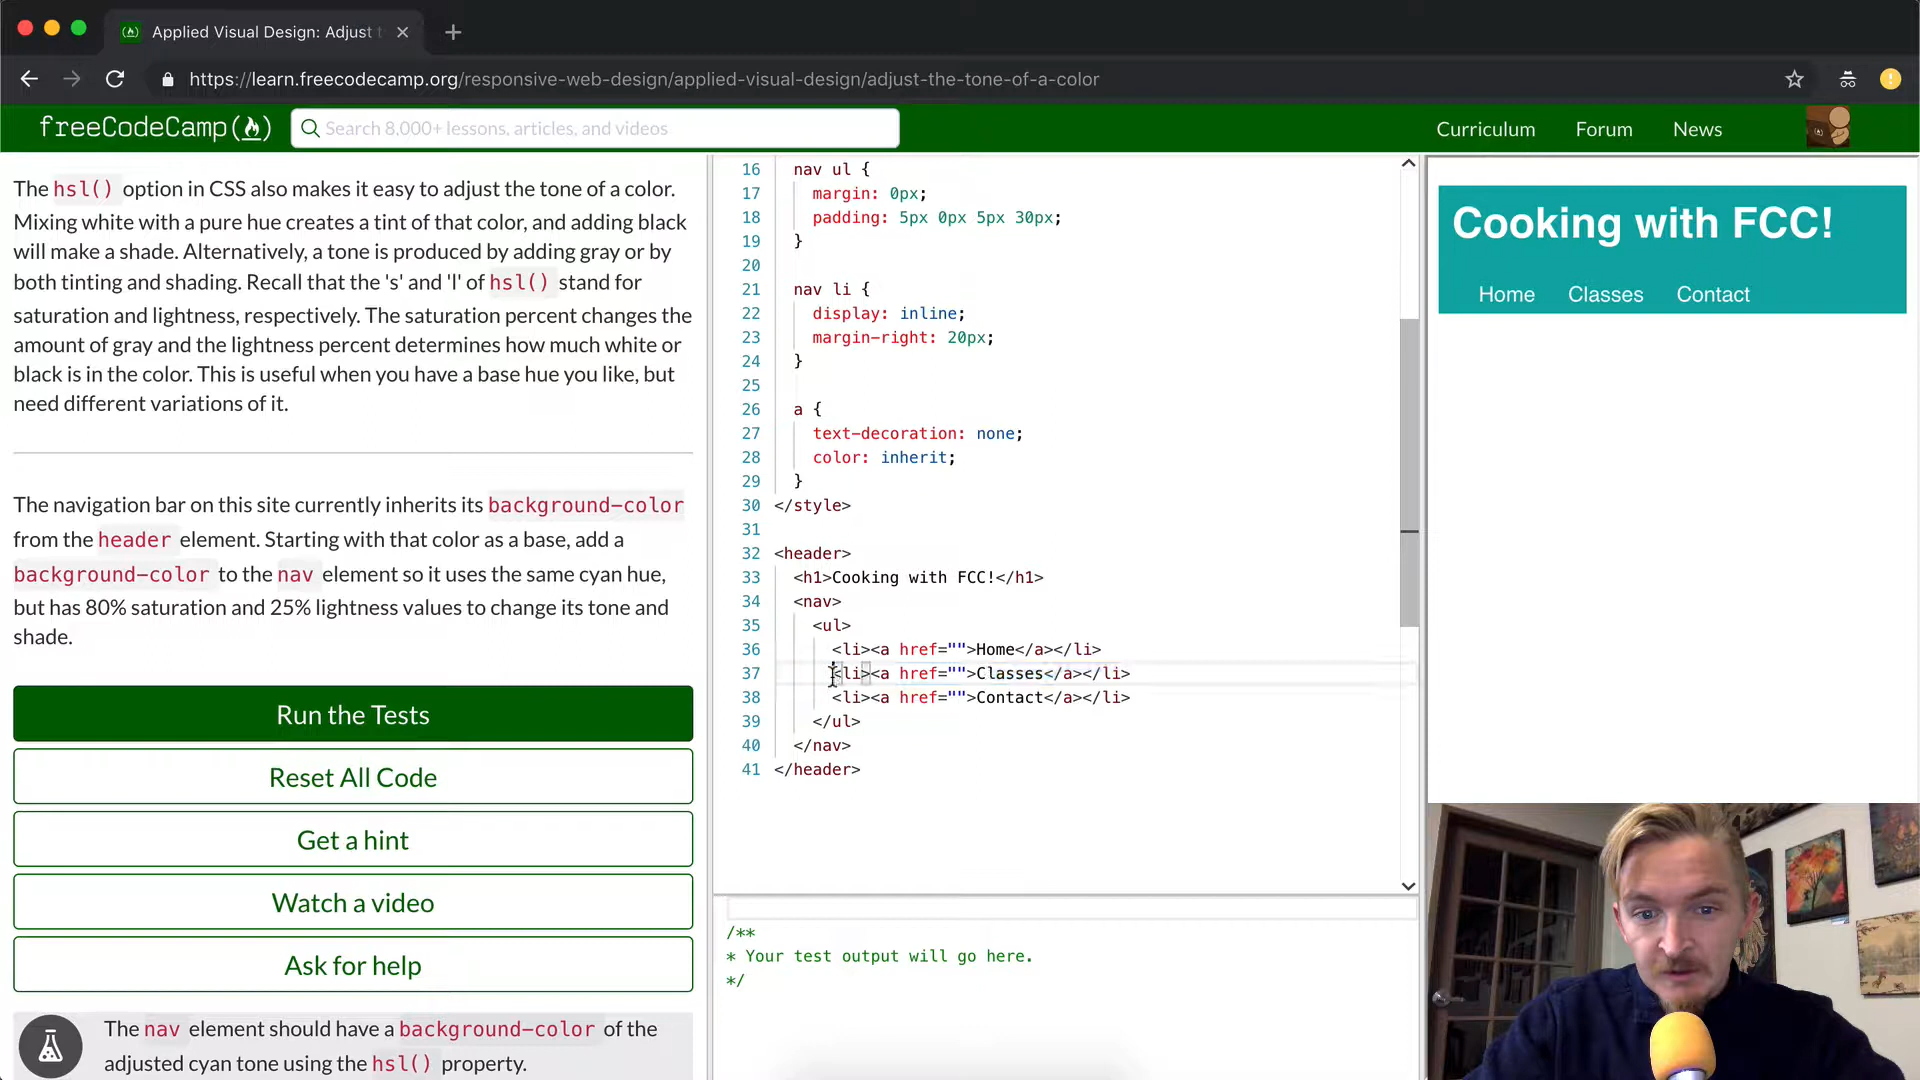 Applied Visual Design: Adjust t
https://learn.freecodecamp.org/responsive-web-design/applied-visual-design/adjust-the-tone-of-a-color
freeCodeCamp
Search 8,000+ lessons, articles, and videos
Curriculum Forum News
The hsl() option in CSS also makes it easy to adjust the tone of a color.
Mixing white with a pure hue creates a tint of that color, and adding black
will make a shade. Alternatively, a tone is produced by adding gray or by
both tinting and shading. Recall that the 's' and 'l' of hsl() stand for
saturation and lightness, respectively. The saturation percent changes the
amount of gray and the lightness percent determines how much white or
black is in the color. This is useful when you have a base hue you like, but
need different variations of it.
The navigation bar on this site currently inherits its background-color
from the header element. Starting with that color as a base, add a
background-color to the nav element so it uses the same cyan hue,
but has 80% saturation and 25% lightness values to change its tone and
shade.
Run the Tests
Reset All Code
Get a hint
Watch a video
Ask for help
The nav element should have a background-color of the
adjusted cyan tone using the hsl() property.
16 nav ul {
17 margin: 0px;
18 padding: 5px 0px 5px 30px;
19 }
20
21 nav li {
22 display: inline;
23 margin-right: 20px;
24 }
25
26 a {
27 text-decoration: none;
28 color: inherit;
29 }
30 </style>
31
32 <header>
33 <h1>Cooking with FCC!</h1>
34 <nav>
35 <ul>
36 <li><a href="">Home</a></li>
37 <li><a href="">Classes</a></li>
38 <li><a href="">Contact</a></li>
39 </ul>
40 </nav>
41 </header>
/**
* Your test output will go here.
*/
Cooking with FCC!
Home Classes Contact